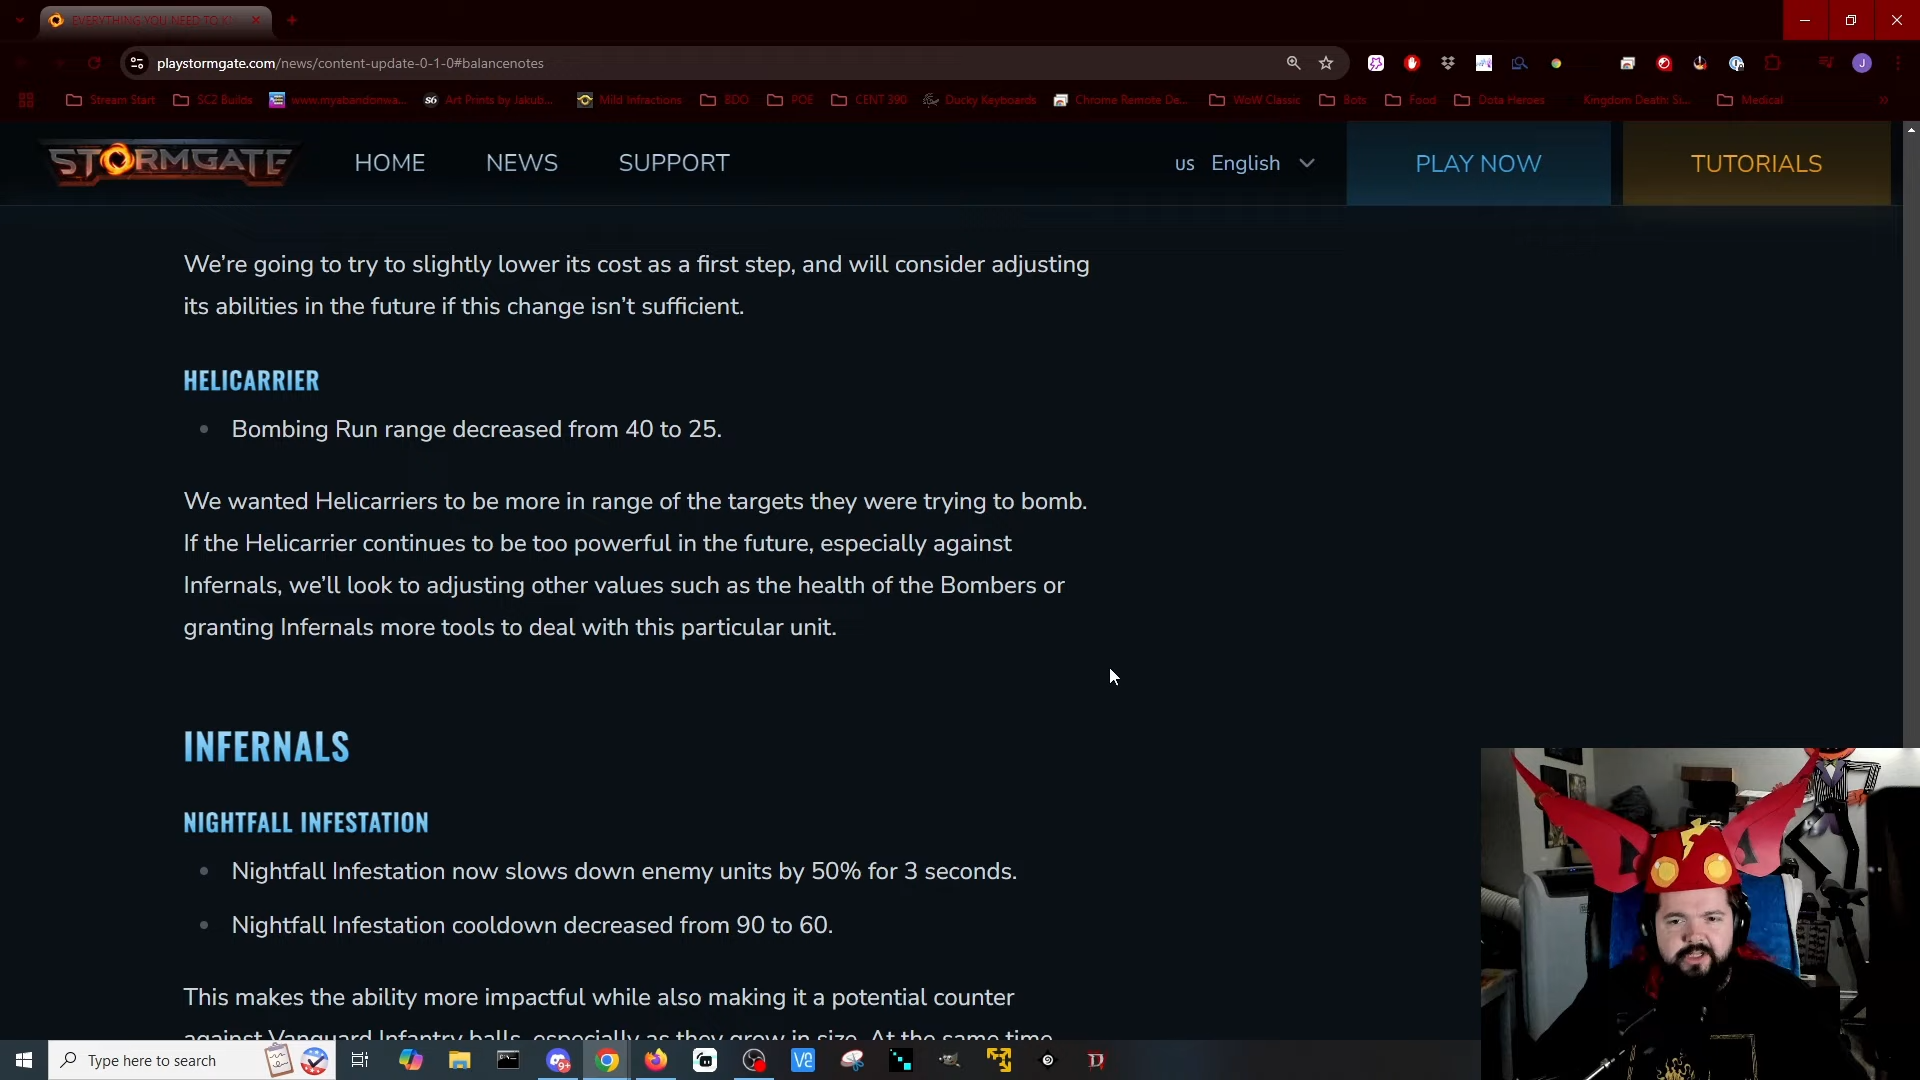 EVERYTHING YOU NEED TO K
playstormgate.com/news/content-update-0-1-0#balancenotes
Stream Start
SC2 Builds
www.myabandonwa...
S6 Art Prints by Jakub...
Mild Infractions
BDO
POE
CENT 390
Ducky Keyboards
Chrome Remote De...
WoW Classic
Bots
Food
Dota Heroes
Kingdom Death: Si...
Medical
STORMGATE
HOME
NEWS
SUPPORT
us English
PLAY NOW
TUTORIALS
We’re going to try to slightly lower its cost as a first step, and will consider adjusting
its abilities in the future if this change isn’t sufficient.
HELICARRIER
Bombing Run range decreased from 40 to 25.
We wanted Helicarriers to be more in range of the targets they were trying to bomb.
If the Helicarrier continues to be too powerful in the future, especially against
Infernals, we’ll look to adjusting other values such as the health of the Bombers or
granting Infernals more tools to deal with this particular unit.
INFERNALS
NIGHTFALL INFESTATION
Nightfall Infestation now slows down enemy units by 50% for 3 seconds.
Nightfall Infestation cooldown decreased from 90 to 60.
This makes the ability more impactful while also making it a potential counter
against Vanguard Infantry balls, especially as they grow in size. At the same time
Type here to search